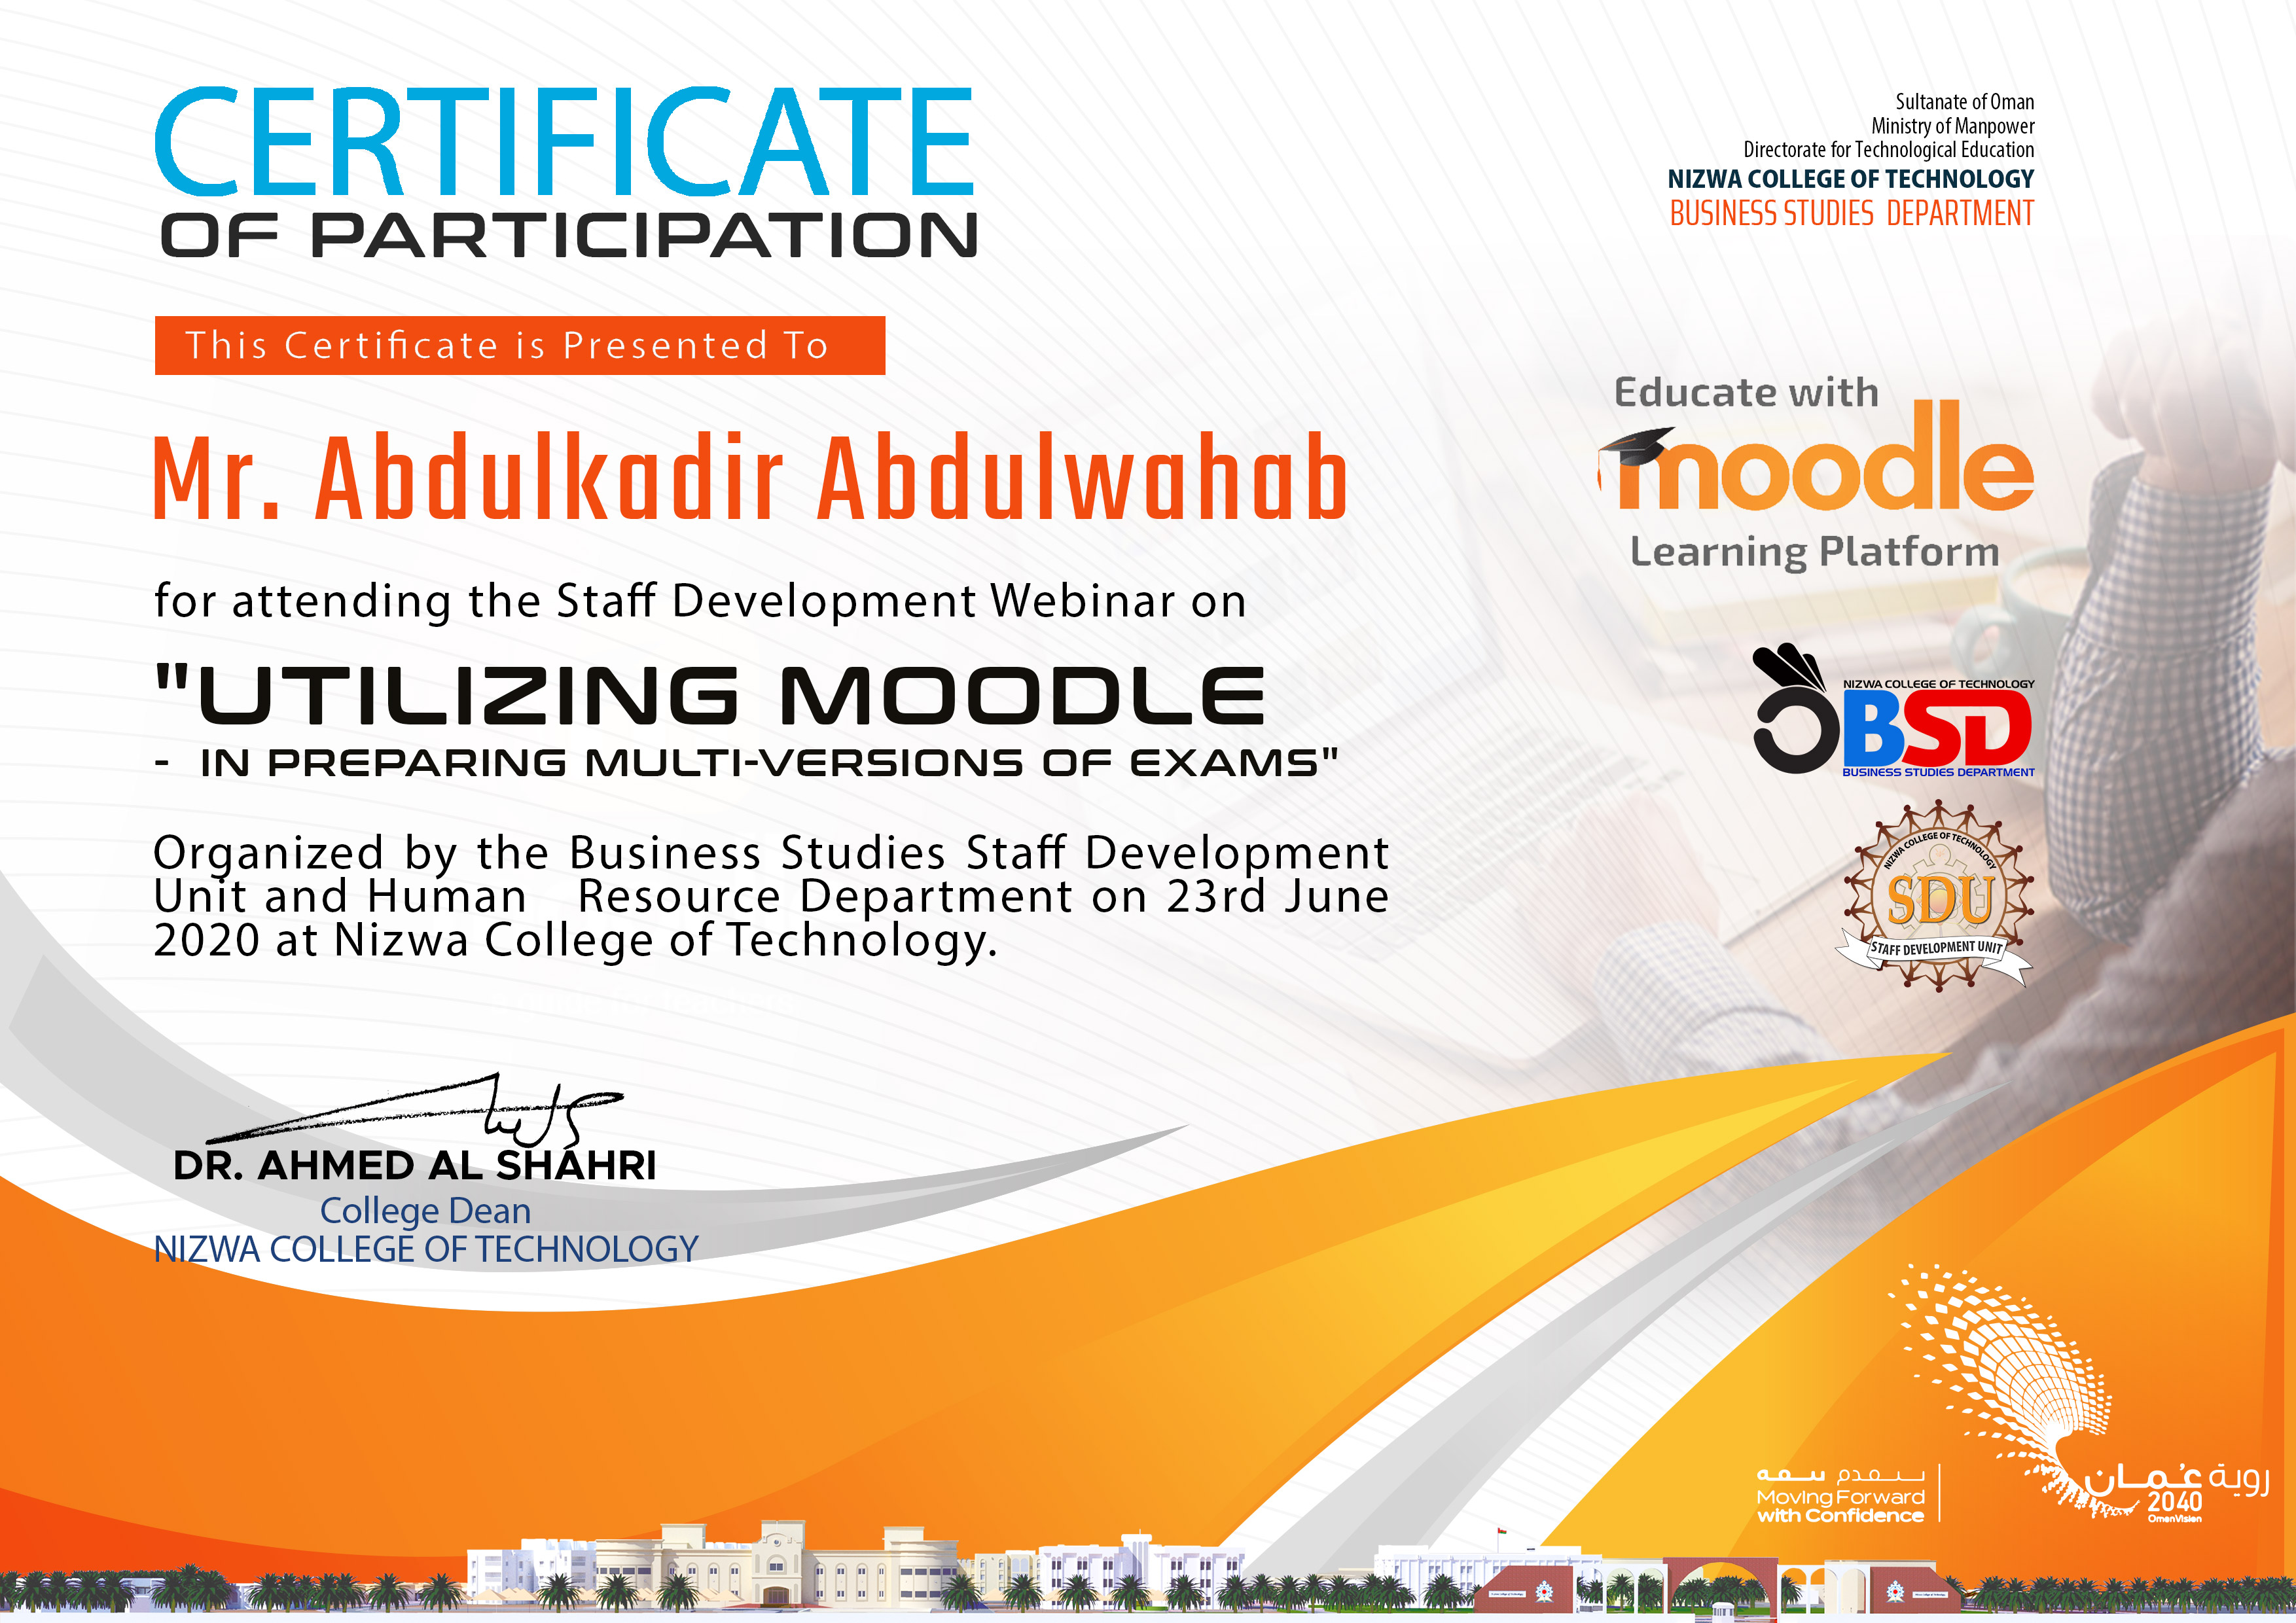 CERTIFICATE
OF PARTICIPATION
This Certificate is Presented To
Mr. Abdulkadir Abdulwahab
for attending the Staff Development Webinar on
"UTILIZING MOODLE
- IN PREPARING MULTI-VERSIONS OF EXAMS"
Organized by the Business Studies Staff Development
Unit and Human Resource Department on 23rd June
2020 at Nizwa College of Technology.
DR. AHMED AL SHAHRI
College Dean
NIZWA COLLEGE OF TECHNOLOGY
Sultanate of Oman
Ministry of Manpower
Directorate for Technological Education
NIZWA COLLEGE OF TECHNOLOGY
BUSINESS STUDIES DEPARTMENT
Educate with
moodle
Learning Platform
NIZWA COLLEGE OF TECHNOLOGY
BSD
BUSINESS STUDIES DEPARTMENT
NIZWA COLLEGE OF TECHNOLOGY
SDU
STAFF DEVELOPMENT UNIT
نتقدم بثقة
Moving Forward
with Confidence
رؤية عُمان
2040
OmanVision